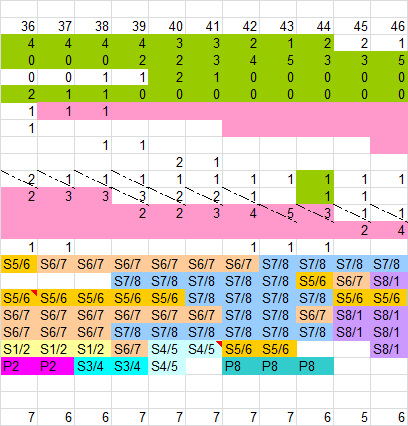 36 37 38 39 40 41 42 43 44 45 46
4 4 4 4 3 3 2 1 2 2 1
0 0 0 2 2 3 4 5 3 3 5
0 0 1 1 2 1 0 0 0 0 0
2 1 1 0 0 0 0 0 0 0 0
1 1 1
1
1 1
2 1
2 1 1 1 1 1 1 1 1 1 1
2 3 3 3 2 2 1 1 1
2 2 3 4 5 3 1 1
2 4
1 1 1 1 1
S5/6 S6/7 S6/7 S6/7 S6/7 S6/7 S6/7 S7/8 S7/8 S7/8 S7/8
S7/8 S7/8 S7/8 S7/8 S7/8 S5/6 S6/7 S8/1
S5/6 S5/6 S5/6 S5/6 S5/6 S7/8 S7/8 S7/8 S7/8 S5/6 S5/6
S6/7 S6/7 S6/7 S6/7 S6/7 S7/8 S7/8 S7/8 S6/7 S8/1 S8/1
S6/7 S6/7 S6/7 S7/8 S7/8 S7/8 S7/8 S7/8 S7/8 S8/1 S8/1
S1/2 S1/2 S1/2 S6/7 S4/5 S4/5 S5/6 S5/6 S8/1
P2 P2 S3/4 S3/4 S4/5 P8 P8 P8
7 6 6 7 7 7 7 7 6 5 6